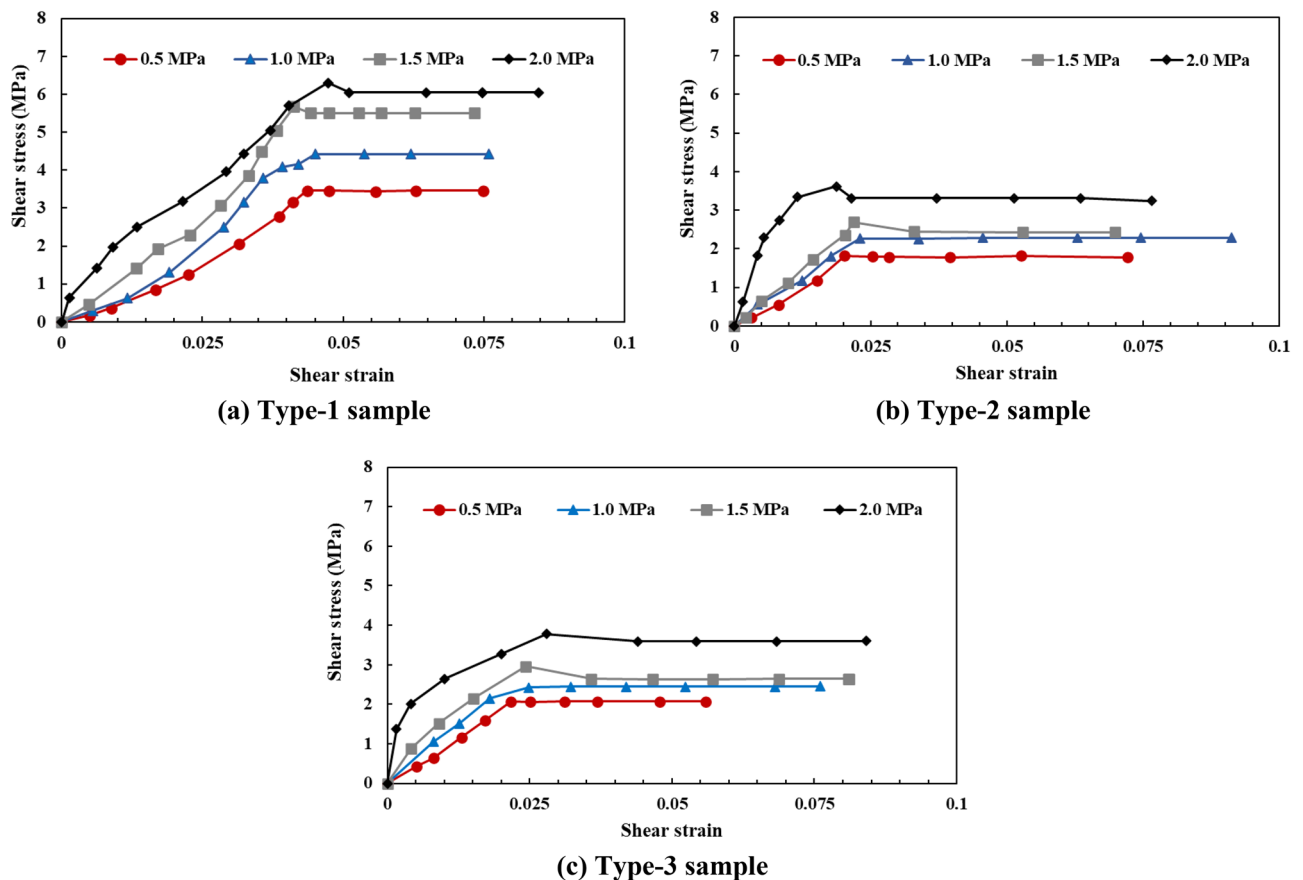 8
7
6
5
4
3
2
1
0
Shear stress (MPa)
0.5 MPa 1.0 MPa 1.5 MPa 2.0 MPa
0 0.025 0.05 0.075 0.1
Shear strain
(a) Type-1 sample
8
7
6
5
4
3
2
1
0
Shear stress (MPa)
0.5 MPa 1.0 MPa 1.5 MPa 2.0 MPa
0 0.025 0.05 0.075 0.1
Shear strain
(b) Type-2 sample
8
7
6
5
4
3
2
1
0
Shear stress (MPa)
0.5 MPa 1.0 MPa 1.5 MPa 2.0 MPa
0 0.025 0.05 0.075 0.1
Shear strain
(c) Type-3 sample